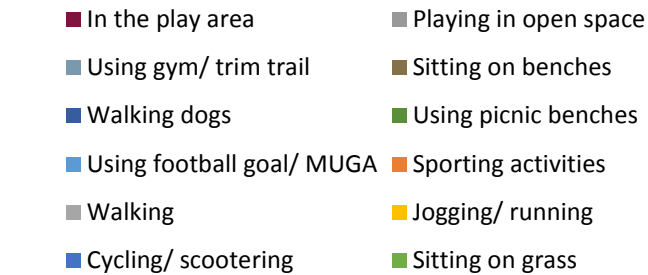 In the play area Playing in open space
Using gym/ trim trail Sitting on benches
Walking dogs Using picnic benches
Using football goal/ MUGA Sporting activities
Walking Jogging/ running
Cycling/ scootering Sitting on grass